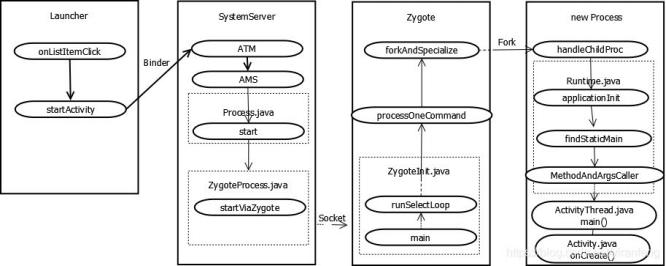 Launcher
onListItemClick
startActivity
Binder
SystemServer
ATM
AMS
Process.java
start
ZygoteProcess.java
startViaZygote
Socket
Zygote
forkAndSpecialize
processOneCommand
ZygoteInit.java
runSelectLoop
main
Fork
new Process
handleChildProc
Runtime.java
applicationInit
findStaticMain
MethodAndArgsCaller
ActivityThread.java
main()
Activity.java
onCreate()